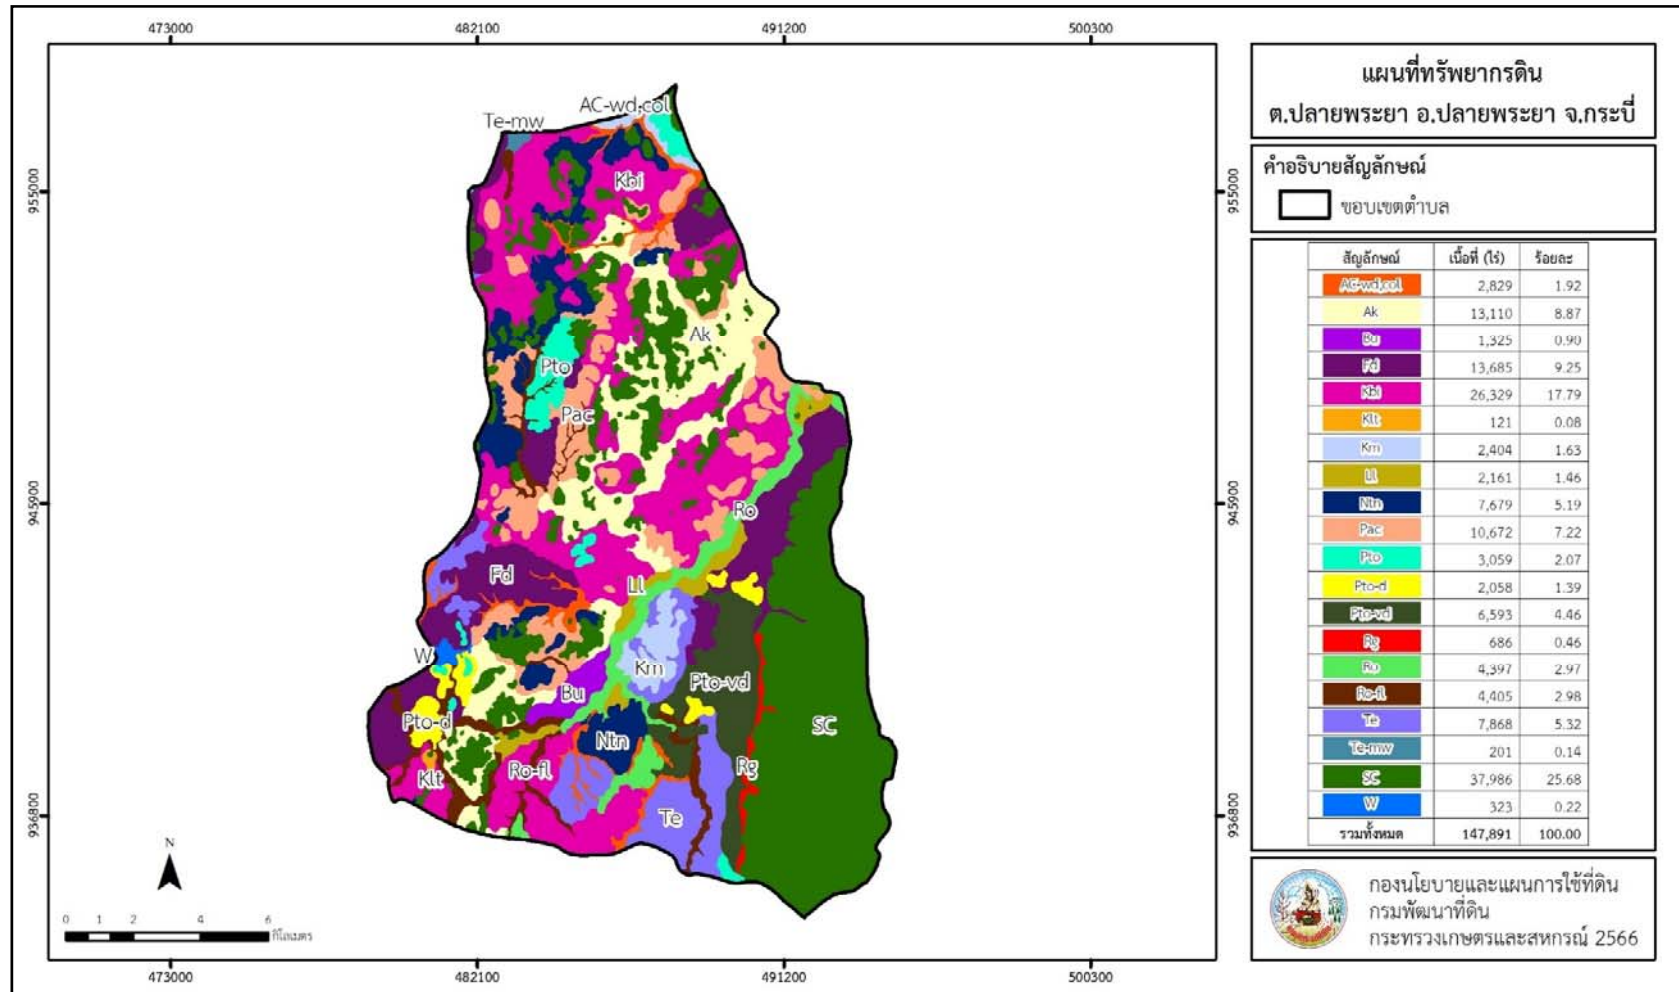 473000 482100 491200 500300
AC-wd,col
Te-mw
Kbi
955000 955000
Ak
Pto
Pac
945900 945900
Ro
Fd
Ll
W
Km
Bu
Pto-vd
Pto-d
SC
Ntn
Klt
Ro-fl
Rg
936800 936800
Te
N
0 1 2 4 6
กิโลเมตร
473000 482100 491200 500300
แผนที่ทรัพยากรดิน
ต.ปลายพระยา อ.ปลายพระยา จ.กระบี่
คำอธิบายสัญลักษณ์
ขอบเขตตำบล
สัญลักษณ์ เนื้อที่ (ไร่) ร้อยละ
AC-wd,col 2,829 1.92
Ak 13,110 8.87
Bu 1,325 0.90
Fd 13,685 9.25
Kbi 26,329 17.79
Klt 121 0.08
Km 2,404 1.63
Ll 2,161 1.46
Ntn 7,679 5.19
Pac 10,672 7.22
Pto 3,059 2.07
Pto-d 2,058 1.39
Pto-vd 6,593 4.46
Rg 686 0.46
Ro 4,397 2.97
Ro-fl 4,405 2.98
Te 7,868 5.32
Te-mw 201 0.14
SC 37,986 25.68
W 323 0.22
รวมทั้งหมด 147,891 100.00
กองนโยบายและแผนการใช้ที่ดิน
กรมพัฒนาที่ดิน
กระทรวงเกษตรและสหกรณ์ 2566